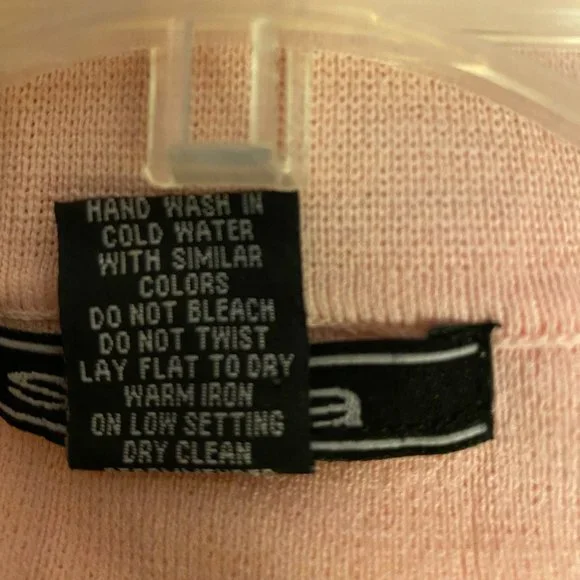 HAND WASH IN
COLD WATER
WITH SIMILAR
COLORS
DO NOT BLEACH
DO NOT TWIST
LAY FLAT TO DRY
WARM IRON
ON LOW SETTING
DRY CLEAN